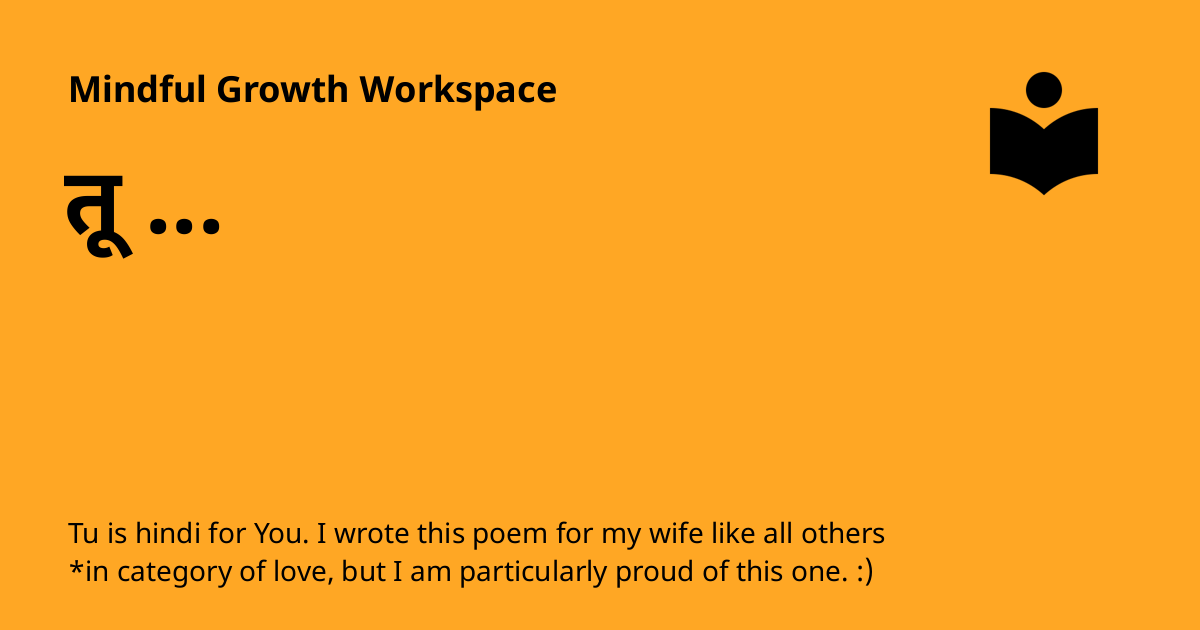 Mindful Growth Workspace
तू ...
Tu is hindi for You. I wrote this poem for my wife like all others
*in category of love, but I am particularly proud of this one. :)